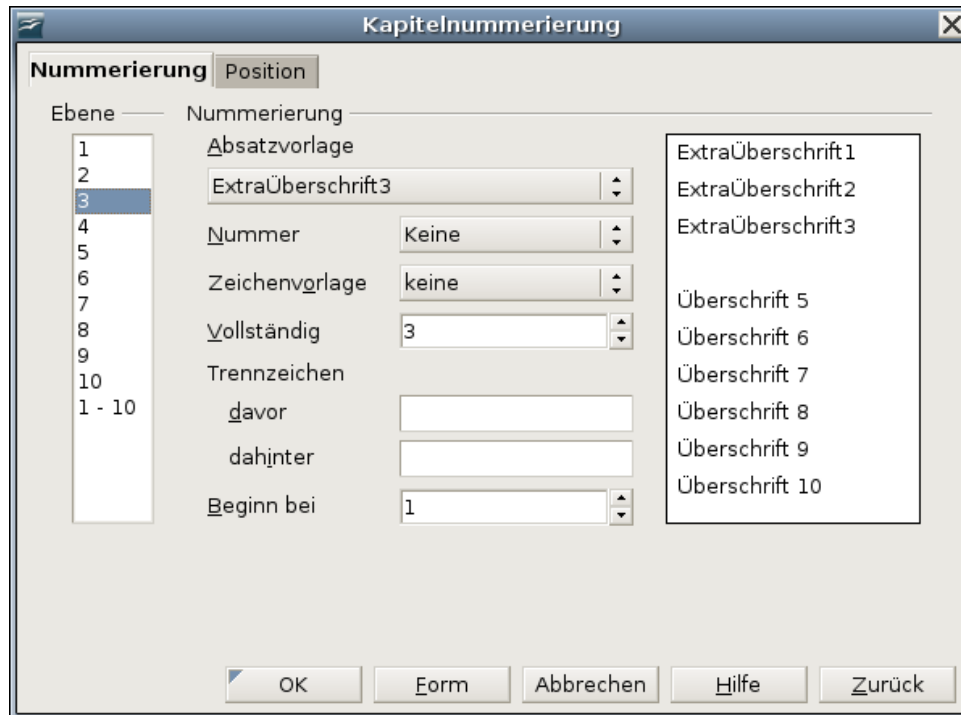 Kapitelnummerierung
Nummerierung
Position
Ebene
1
2
3
4
5
6
7
8
9
10
1 - 10
Nummerierung
Absatzvorlage
ExtraÜberschrift3
Nummer
Keine
Zeichenvorlage
keine
Vollständig
3
Trennzeichen
davor
dahinter
Beginn bei
1
ExtraÜberschrift1
ExtraÜberschrift2
ExtraÜberschrift3
Überschrift 5
Überschrift 6
Überschrift 7
Überschrift 8
Überschrift 9
Überschrift 10
OK
Form
Abbrechen
Hilfe
Zurück